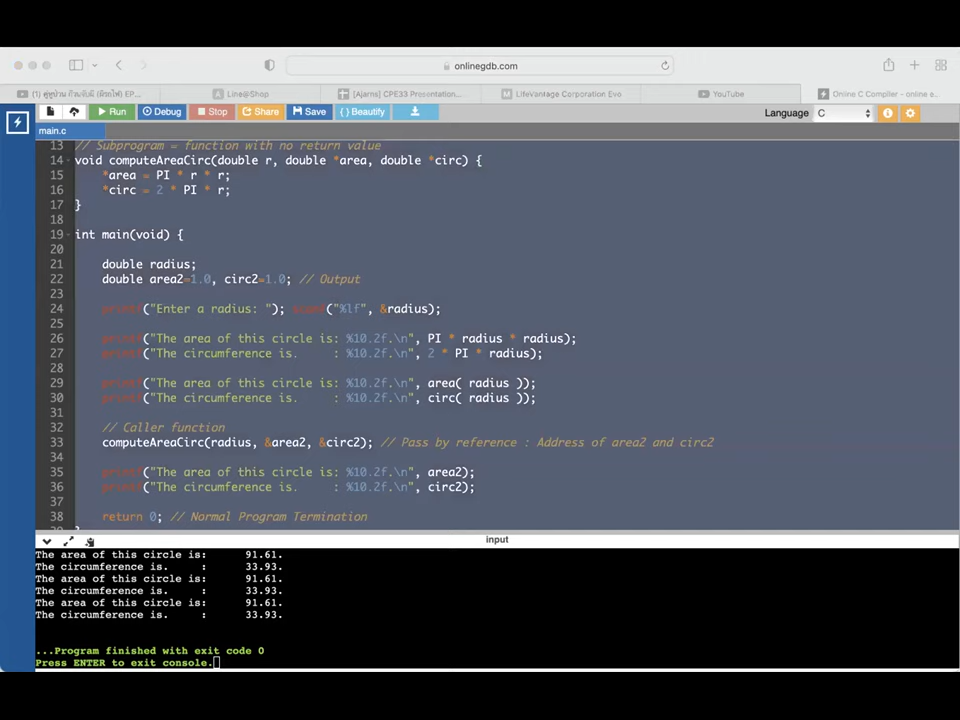 onlinegdb.com
(1) คู่ขวัญ EP...
Line@Shop
[Ajarns] CPE33 Presentation...
LifeVantage Corporation Evo
YouTube
Online C Compiler - online e...
Run
Debug
Stop
Share
Save
{ } Beautify
Language
C
main.c
13 // Subprogram = function with no return value
14 void computeAreaCirc(double r, double *area, double *circ) {
15 *area = PI * r * r;
16 *circ = 2 * PI * r;
17 }
18
19 int main(void) {
20
21 double radius;
22 double area2=1.0, circ2=1.0; // Output
23
24 printf("Enter a radius: "); scanf("%lf", &radius);
25
26 printf("The area of this circle is: %10.2f.\n", PI * radius * radius);
27 printf("The circumference is. : %10.2f.\n", 2 * PI * radius);
28
29 printf("The area of this circle is: %10.2f.\n", area( radius ));
30 printf("The circumference is. : %10.2f.\n", circ( radius ));
31
32 // Caller function
33 computeAreaCirc(radius, &area2, &circ2); // Pass by reference : Address of area2 and circ2
34
35 printf("The area of this circle is: %10.2f.\n", area2);
36 printf("The circumference is. : %10.2f.\n", circ2);
37
38 return 0; // Normal Program Termination
input
The area of this circle is: 91.61.
The circumference is. : 33.93.
The area of this circle is: 91.61.
The circumference is. : 33.93.
The area of this circle is: 91.61.
The circumference is. : 33.93.
...Program finished with exit code 0
Press ENTER to exit console.